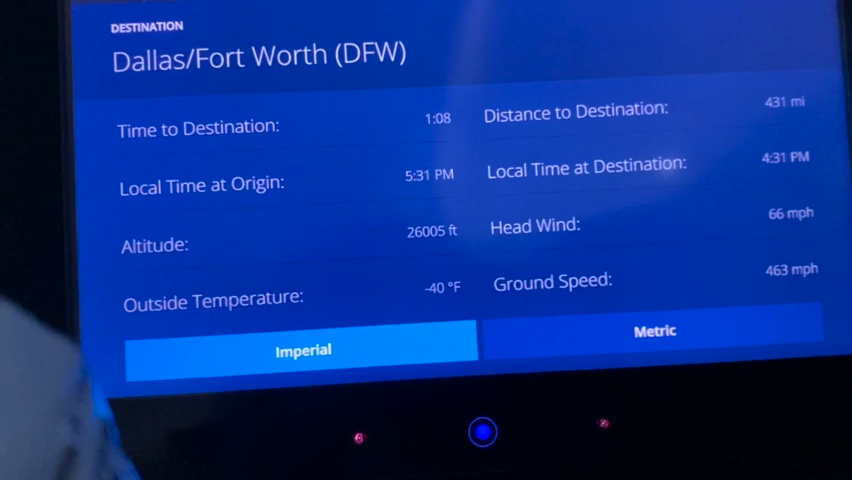 DESTINATION
Dallas/Fort Worth (DFW)
Time to Destination: 1:08 Distance to Destination: 431 mi
Local Time at Origin: 5:31 PM Local Time at Destination: 4:31 PM
Altitude: 26005 ft Head Wind: 66 mph
Outside Temperature: -40 °F Ground Speed: 463 mph
Imperial Metric